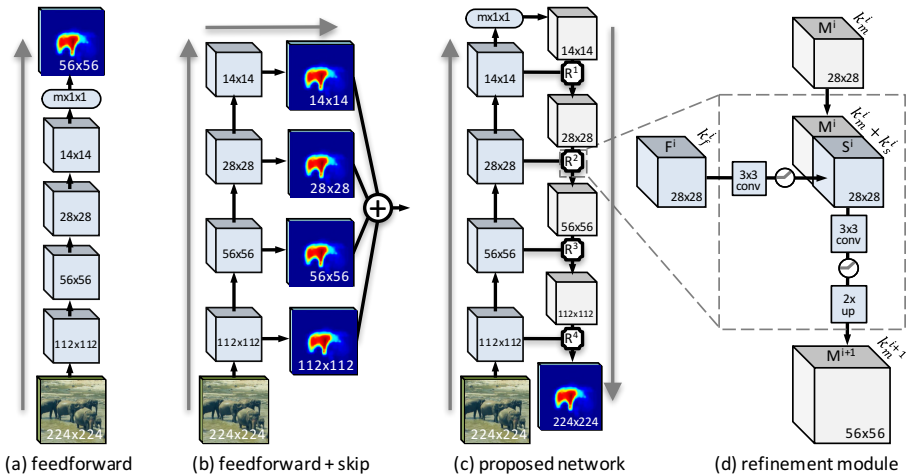 56x56
mx1x1
14x14
28x28
56x56
112x112
224x224
(a) feedforward
14x14
14x14
28x28
28x28
56x56
56x56
112x112
112x112
224x224
(b) feedforward + skip
mx1x1
14x14
14x14
R¹
28x28
28x28
R²
56x56
56x56
R³
112x112
112x112
R⁴
224x224
224x224
(c) proposed network
Mⁱ
kⁱₘ
28x28
Mⁱ
kⁱₘ + kⁱₛ
Fⁱ
kⁱf
Sⁱ
28x28
28x28
3x3
conv
3x3
conv
2x
up
Mⁱ⁺¹
kⁱ⁺¹ₘ
56x56
(d) refinement module